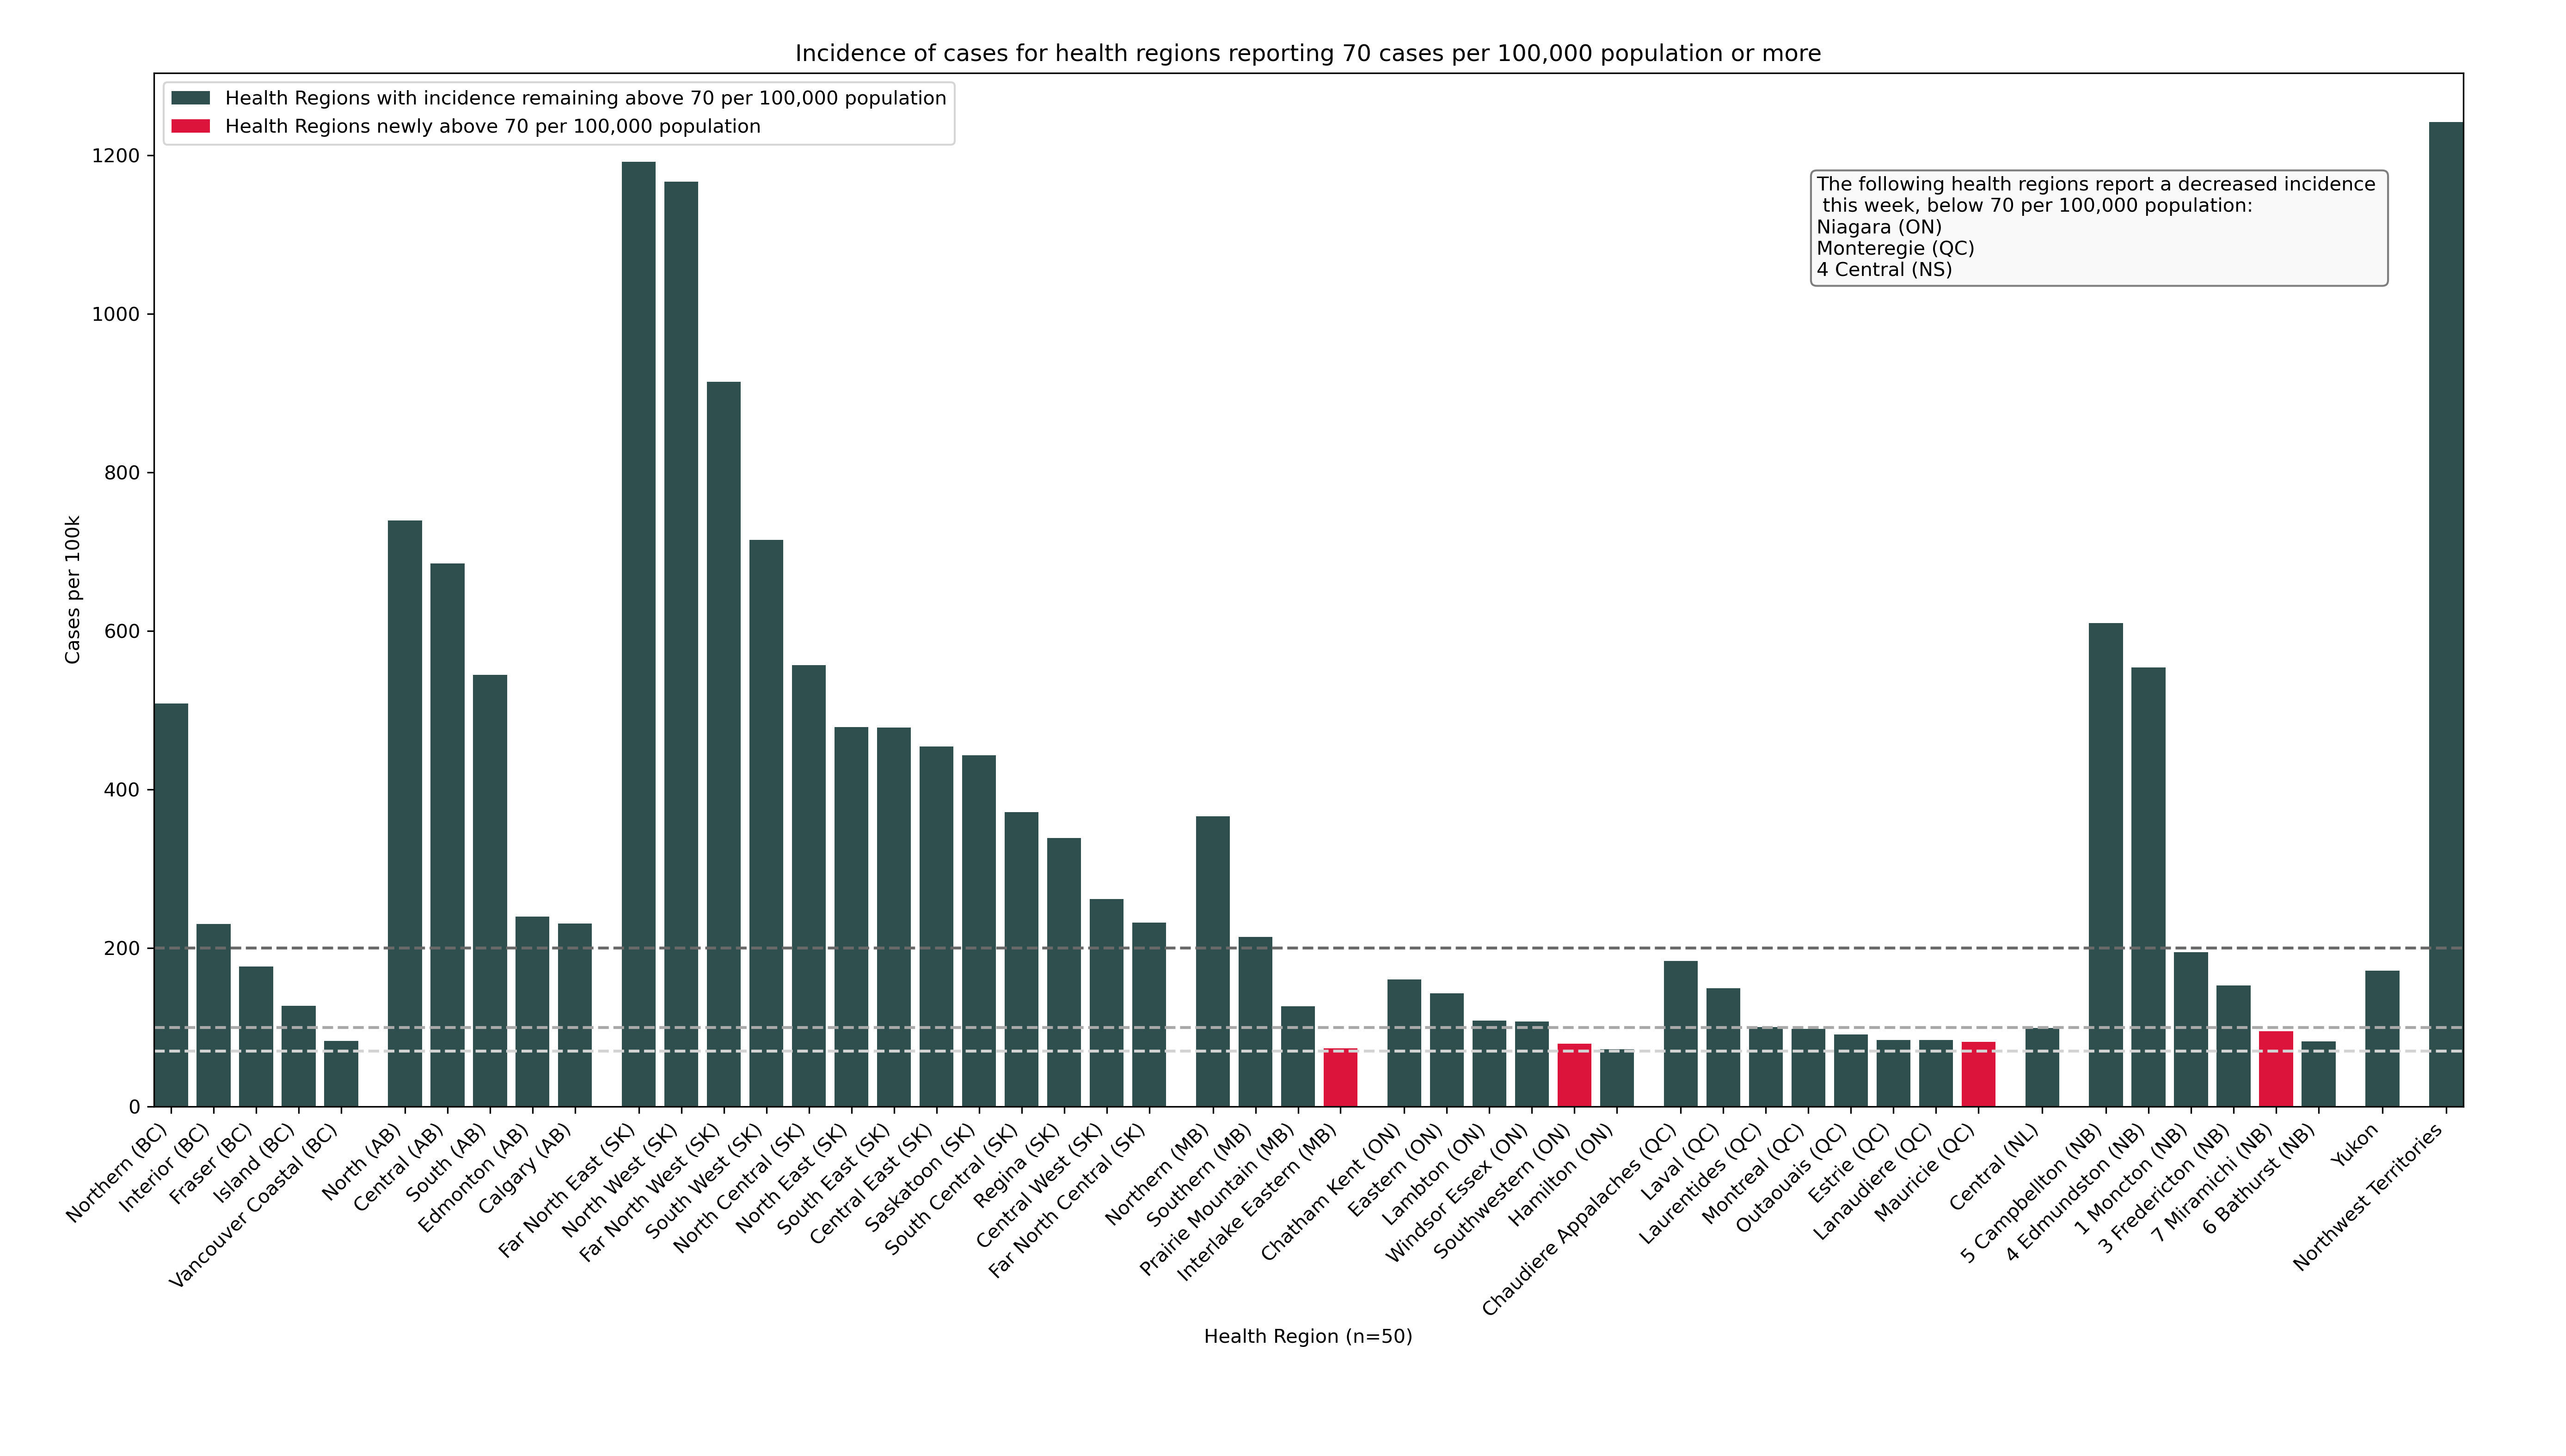 Incidence of cases for health regions reporting 70 cases per 100,000 population or more
Health Regions with incidence remaining above 70 per 100,000 population
Health Regions newly above 70 per 100,000 population
The following health regions report a decreased incidence
this week, below 70 per 100,000 population:
Niagara (ON)
Monteregie (QC)
4 Central (NS)
Cases per 100k
1200
1000
800
600
400
200
0
Northern (BC)
Interior (BC)
Fraser (BC)
Island (BC)
Vancouver Coastal (BC)
North (AB)
Central (AB)
South (AB)
Edmonton (AB)
Calgary (AB)
Far North East (SK)
North West (SK)
Far North West (SK)
South West (SK)
North Central (SK)
North East (SK)
South East (SK)
Central East (SK)
Saskatoon (SK)
South Central (SK)
Regina (SK)
Central West (SK)
Far North Central (SK)
Northern (MB)
Southern (MB)
Prairie Mountain (MB)
Interlake Eastern (MB)
Chatham Kent (ON)
Eastern (ON)
Lambton (ON)
Windsor Essex (ON)
Southwestern (ON)
Hamilton (ON)
Chaudiere Appalaches (QC)
Laval (QC)
Laurentides (QC)
Montreal (QC)
Outaouais (QC)
Estrie (QC)
Lanaudiere (QC)
Mauricie (QC)
Central (NL)
5 Campbellton (NB)
4 Edmundston (NB)
1 Moncton (NB)
3 Fredericton (NB)
7 Miramichi (NB)
6 Bathurst (NB)
Yukon
Northwest Territories
Health Region (n=50)